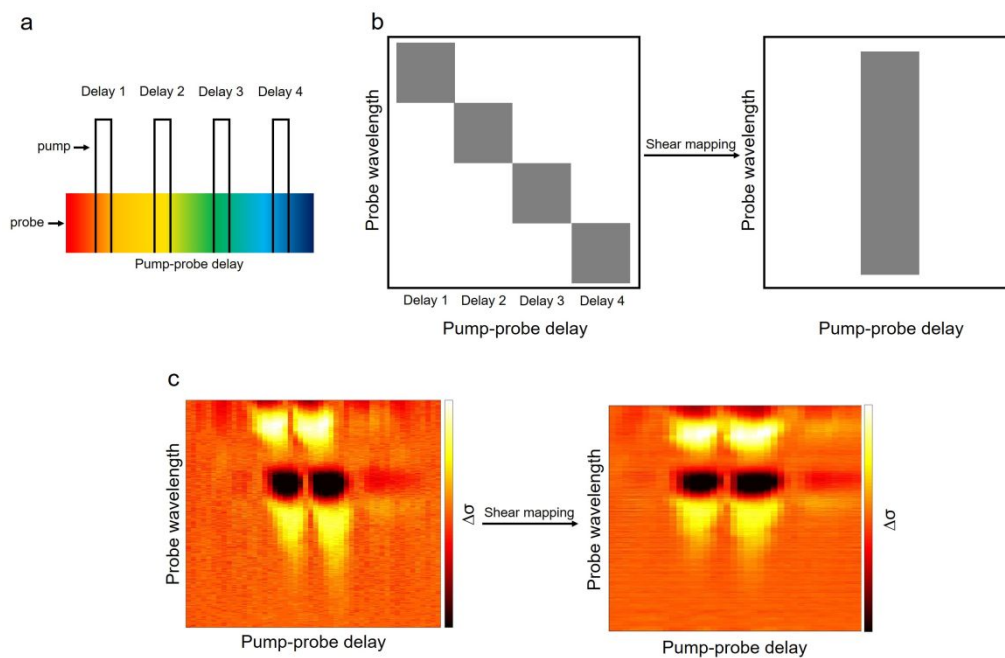 a
Delay 1 Delay 2 Delay 3 Delay 4
pump
probe
Pump-probe delay
b
Probe wavelength
Delay 1 Delay 2 Delay 3 Delay 4
Pump-probe delay
Shear mapping
Probe wavelength
Pump-probe delay
c
Probe wavelength
Pump-probe delay
Δσ
Shear mapping
Probe wavelength
Pump-probe delay
Δσ